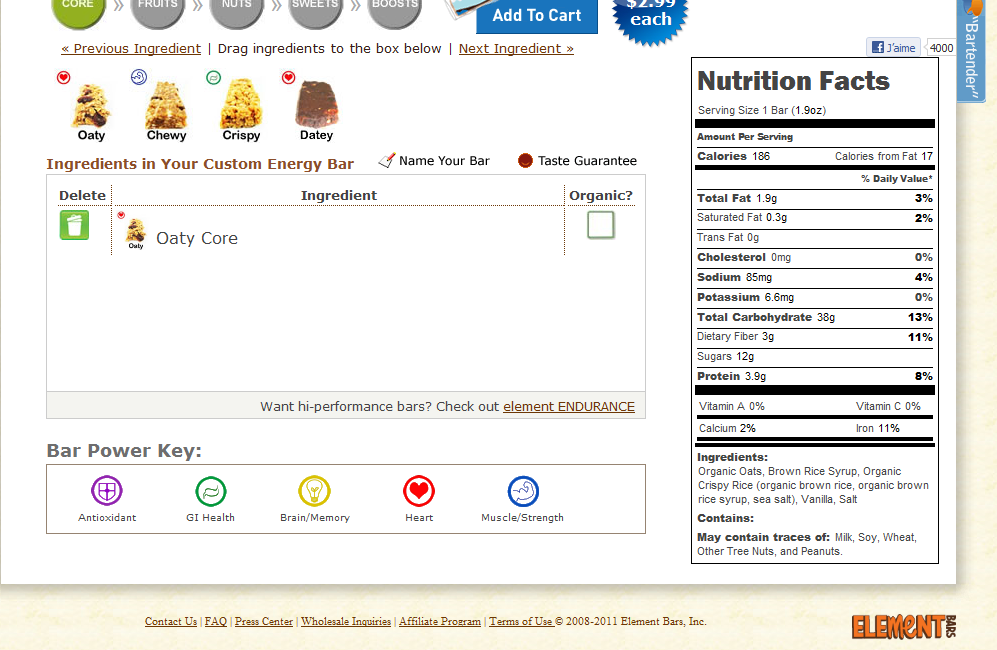 CORE » FRUITS » NUTS » SWEETS » BOOSTS
Add To Cart
$2.99
each
"Bartender"
« Previous Ingredient | Drag ingredients to the box below | Next Ingredient »
J'aime 4000
Oaty Chewy Crispy Datey
Ingredients in Your Custom Energy Bar Name Your Bar Taste Guarantee
Delete Ingredient Organic?
Oaty Oaty Core
Want hi-performance bars? Check out element ENDURANCE
Bar Power Key:
Antioxidant GI Health Brain/Memory Heart Muscle/Strength
Nutrition Facts
Serving Size 1 Bar (1.9oz)
Amount Per Serving
Calories 186 Calories from Fat 17
% Daily Value*
Total Fat 1.9g 3%
Saturated Fat 0.3g 2%
Trans Fat 0g
Cholesterol 0mg 0%
Sodium 85mg 4%
Potassium 6.6mg 0%
Total Carbohydrate 38g 13%
Dietary Fiber 3g 11%
Sugars 12g
Protein 3.9g 8%
Vitamin A 0% Vitamin C 0%
Calcium 2% Iron 11%
Ingredients:
Organic Oats, Brown Rice Syrup, Organic
Crispy Rice (organic brown rice, organic brown
rice syrup, sea salt), Vanilla, Salt
Contains:
May contain traces of: Milk, Soy, Wheat,
Other Tree Nuts, and Peanuts.
Contact Us | FAQ | Press Center | Wholesale Inquiries | Affiliate Program | Terms of Use © 2008-2011 Element Bars, Inc.
ELEMENT BARS